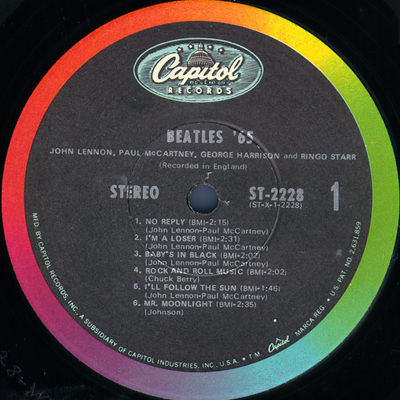 Capitol
RECORDS
BEATLES '65
JOHN LENNON, PAUL McCARTNEY, GEORGE HARRISON and RINGO STARR
(Recorded in England)
STEREO
ST-2228
(ST-X-1-2228)
1
1. NO REPLY (BMI-2:15)
(John Lennon-Paul McCartney)
2. I'M A LOSER (BMI-2:31)
(John Lennon-Paul McCartney)
3. BABY'S IN BLACK (BMI-2:02)
(John Lennon-Paul McCartney)
4. ROCK AND ROLL MUSIC (BMI-2:02)
(Chuck Berry)
5. I'LL FOLLOW THE SUN (BMI-1:46)
(John Lennon-Paul McCartney)
6. MR. MOONLIGHT (BMI-2:35)
(Johnson)
MFD. BY CAPITOL RECORDS, INC., A SUBSIDIARY OF CAPITOL INDUSTRIES, INC., U.S.A. • T.M. Capitol MARCA REG. • U.S. PAT. NO. 2,631,859